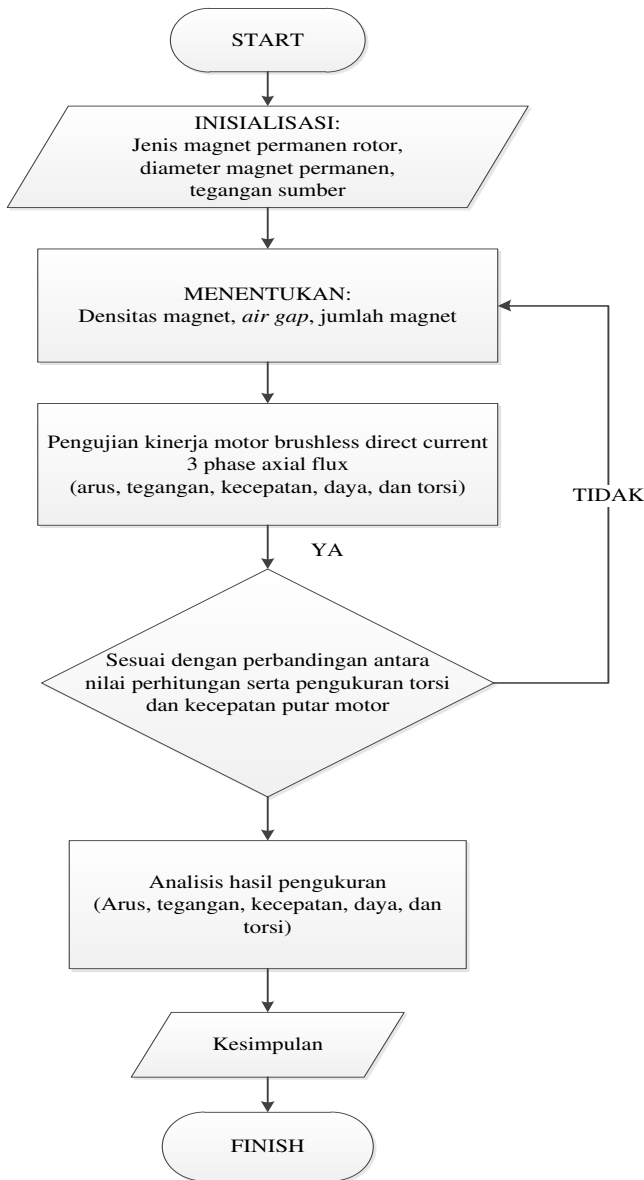 START
INISIALISASI:
Jenis magnet permanen rotor,
diameter magnet permanen,
tegangan sumber
MENENTUKAN:
Densitas magnet, air gap, jumlah magnet
Pengujian kinerja motor brushless direct current
3 phase axial flux
(arus, tegangan, kecepatan, daya, dan torsi)
TIDAK
YA
Sesuai dengan perbandingan antara
nilai perhitungan serta pengukuran torsi
dan kecepatan putar motor
Analisis hasil pengukuran
(Arus, tegangan, kecepatan, daya, dan
torsi)
Kesimpulan
FINISH